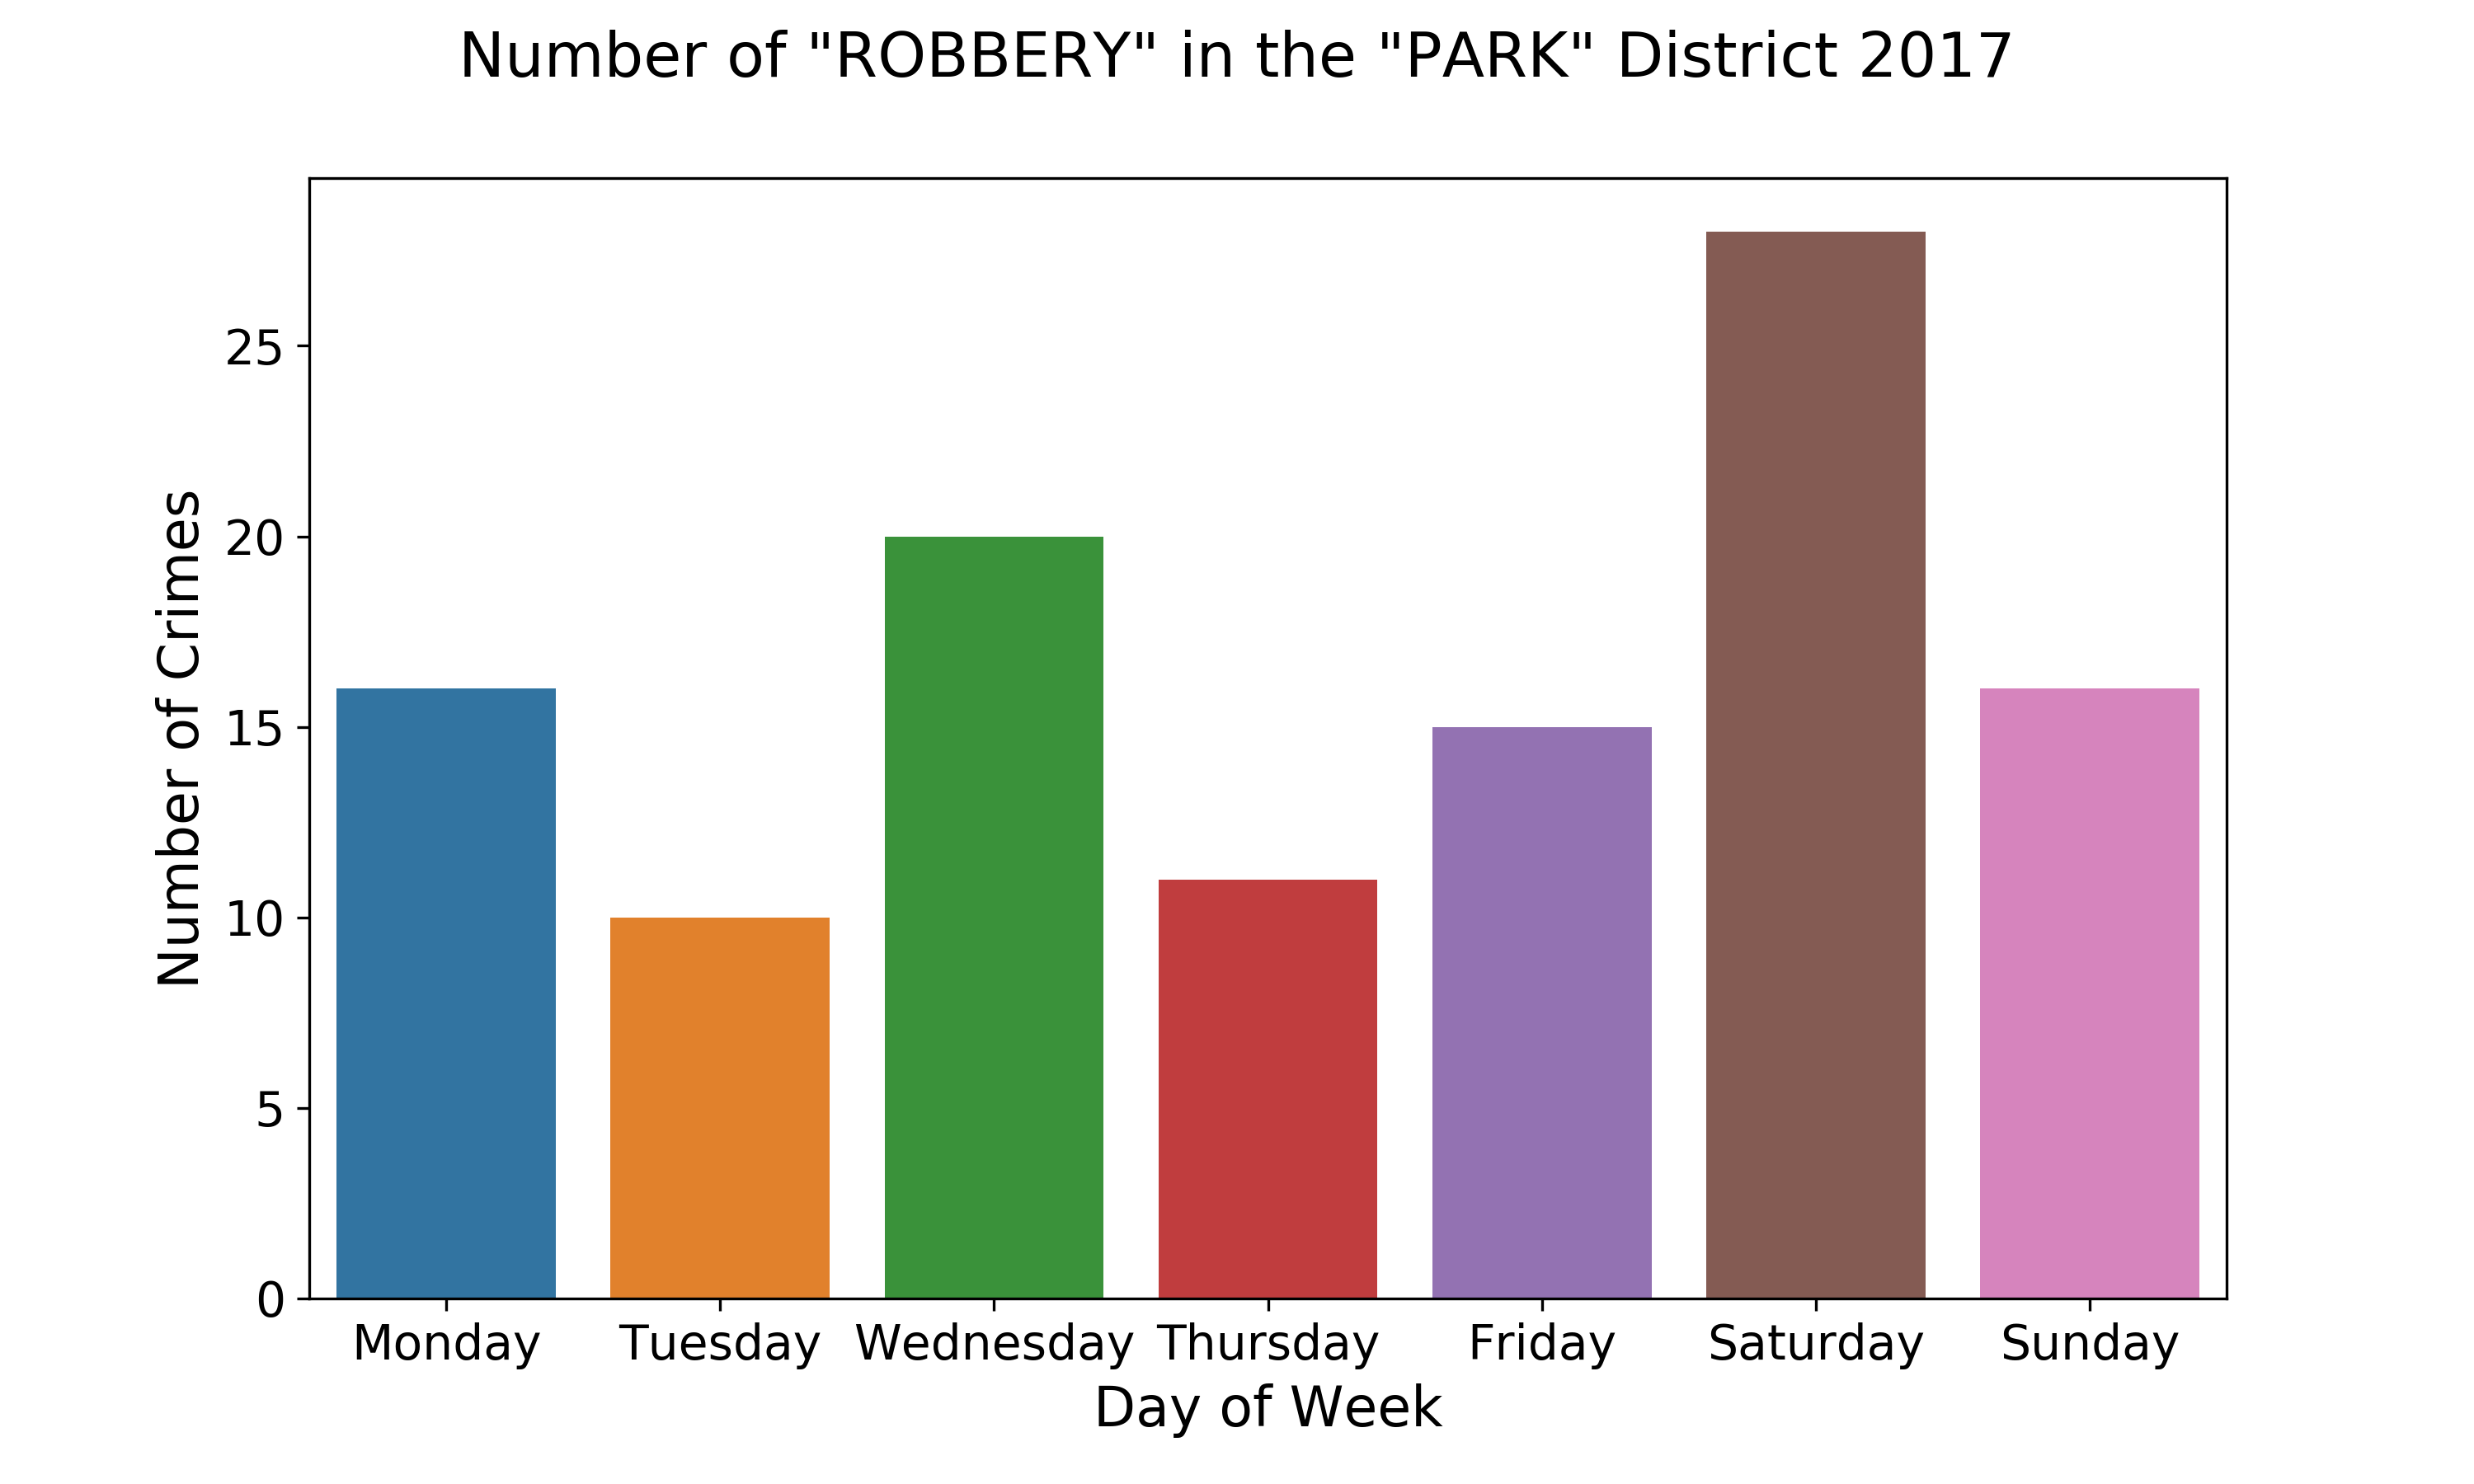 Number of "ROBBERY" in the "PARK" District 2017
Number of Crimes
25
20
15
10
5
0
Monday Tuesday Wednesday Thursday Friday Saturday Sunday
Day of Week